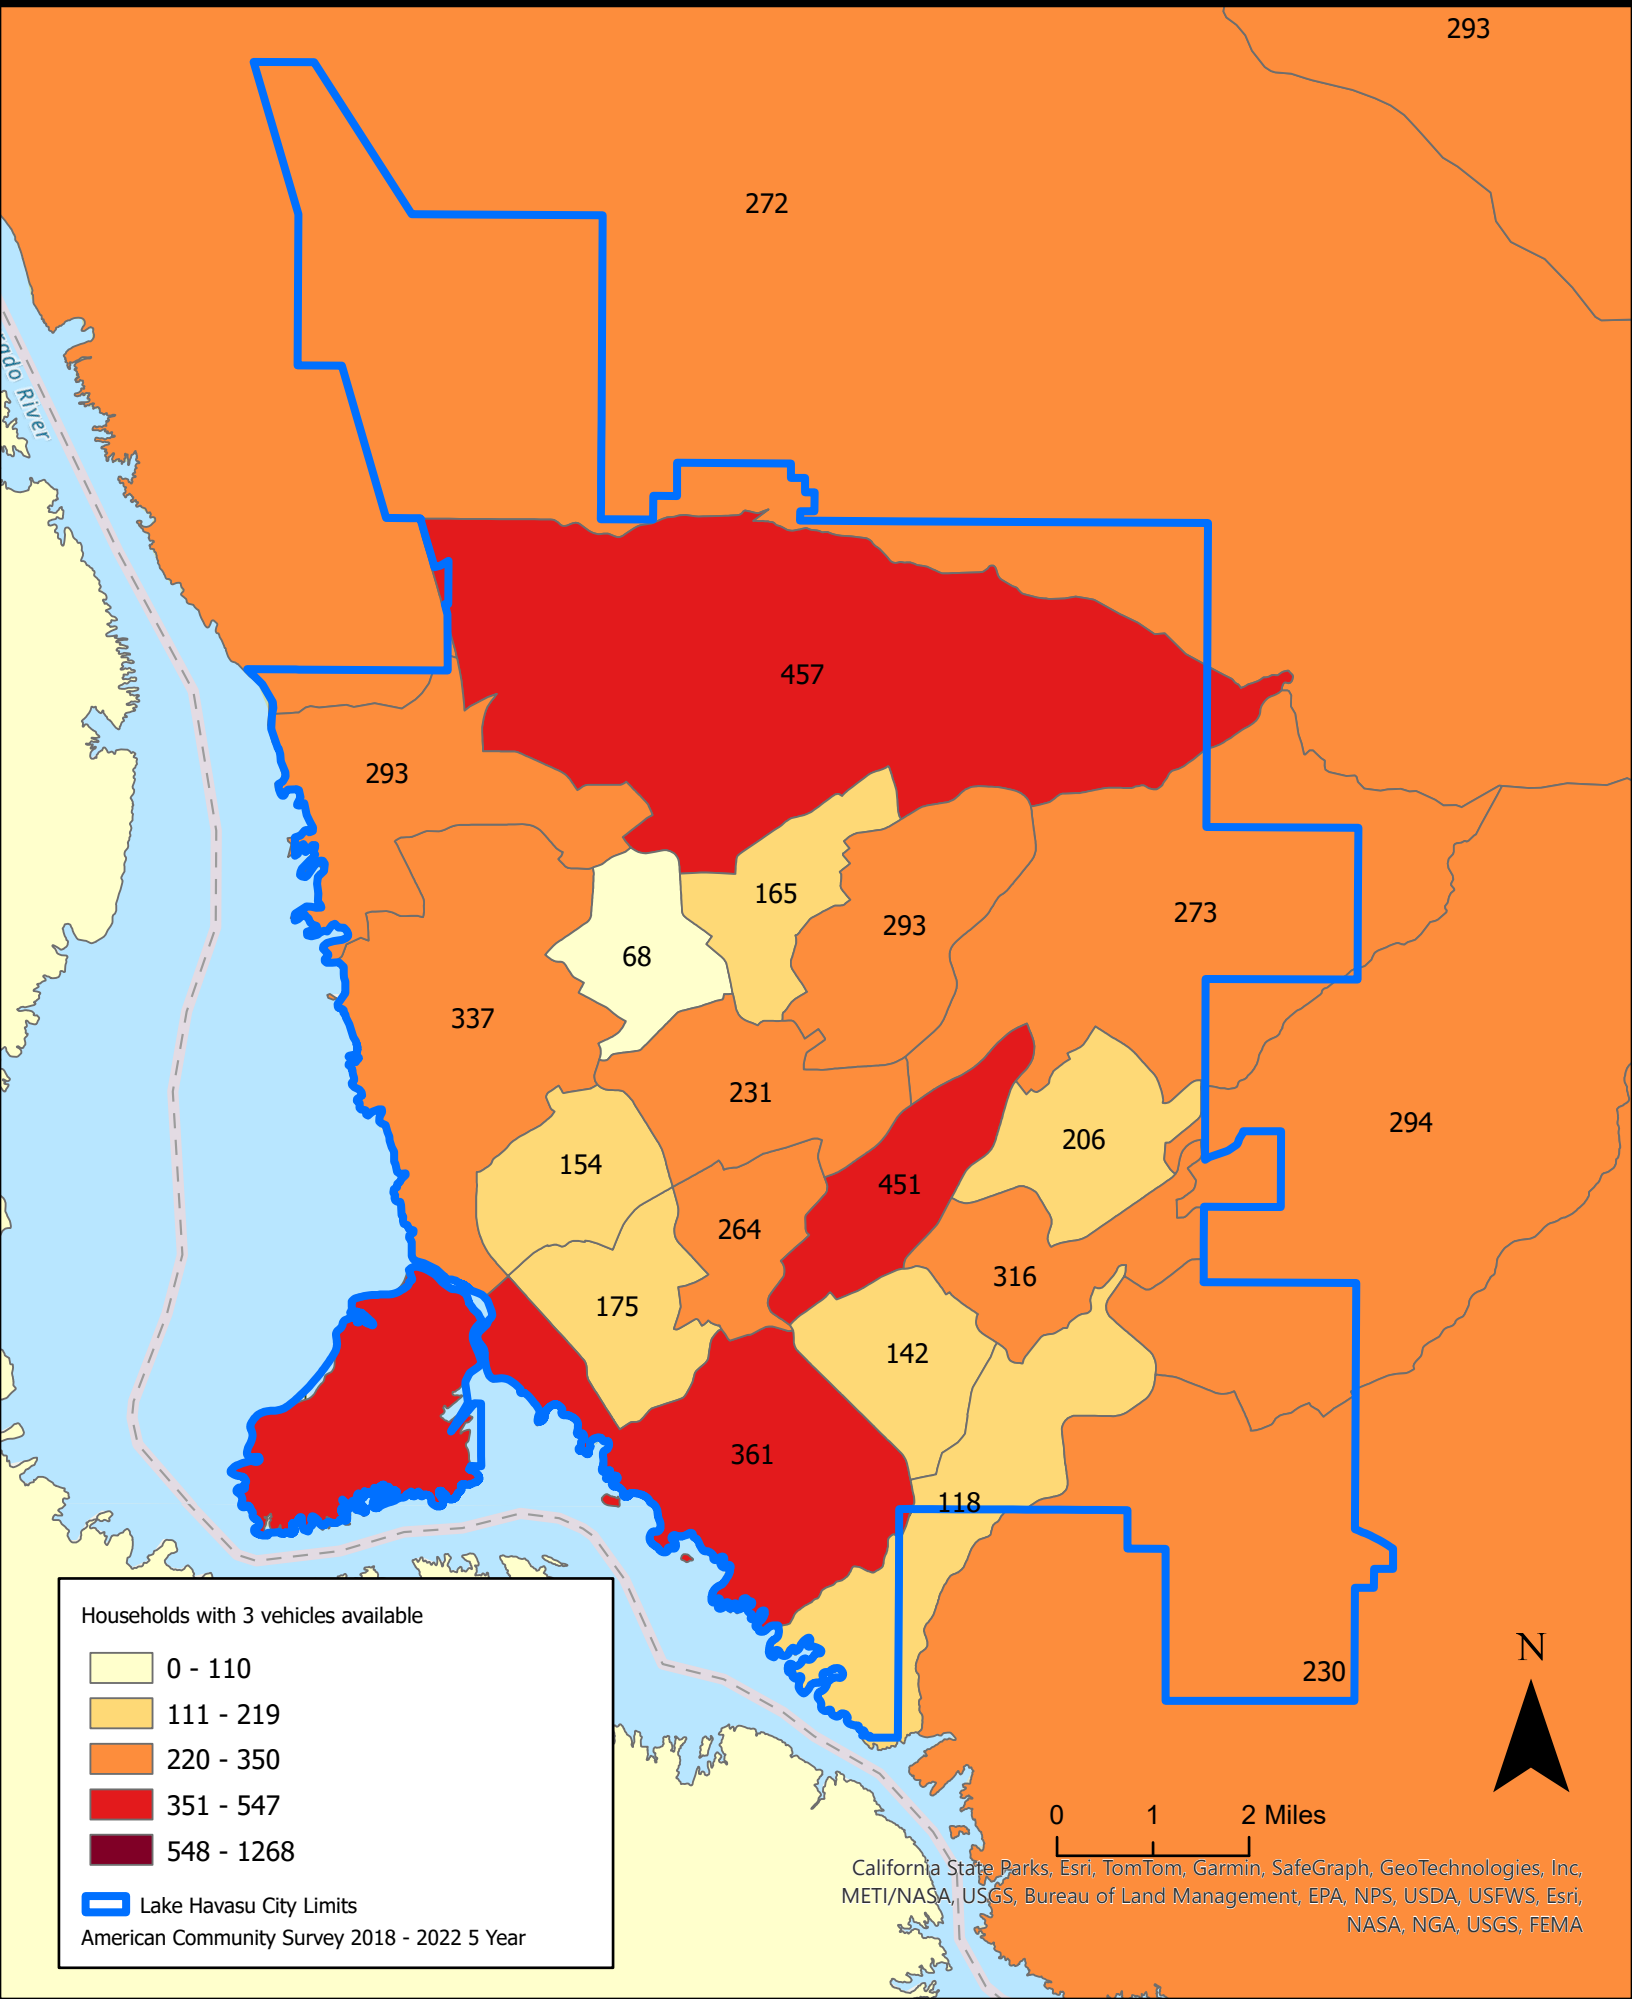 293
272
rado River
457
293
165
293
273
68
337
231
294
206
154
451
264
316
175
142
361
118
230
Households with 3 vehicles available
0 - 110
111 - 219
220 - 350
351 - 547
548 - 1268
Lake Havasu City Limits
American Community Survey 2018 - 2022 5 Year
N
0 1 2 Miles
California State Parks, Esri, TomTom, Garmin, SafeGraph, GeoTechnologies, Inc,
METI/NASA, USGS, Bureau of Land Management, EPA, NPS, USDA, USFWS, Esri,
NASA, NGA, USGS, FEMA